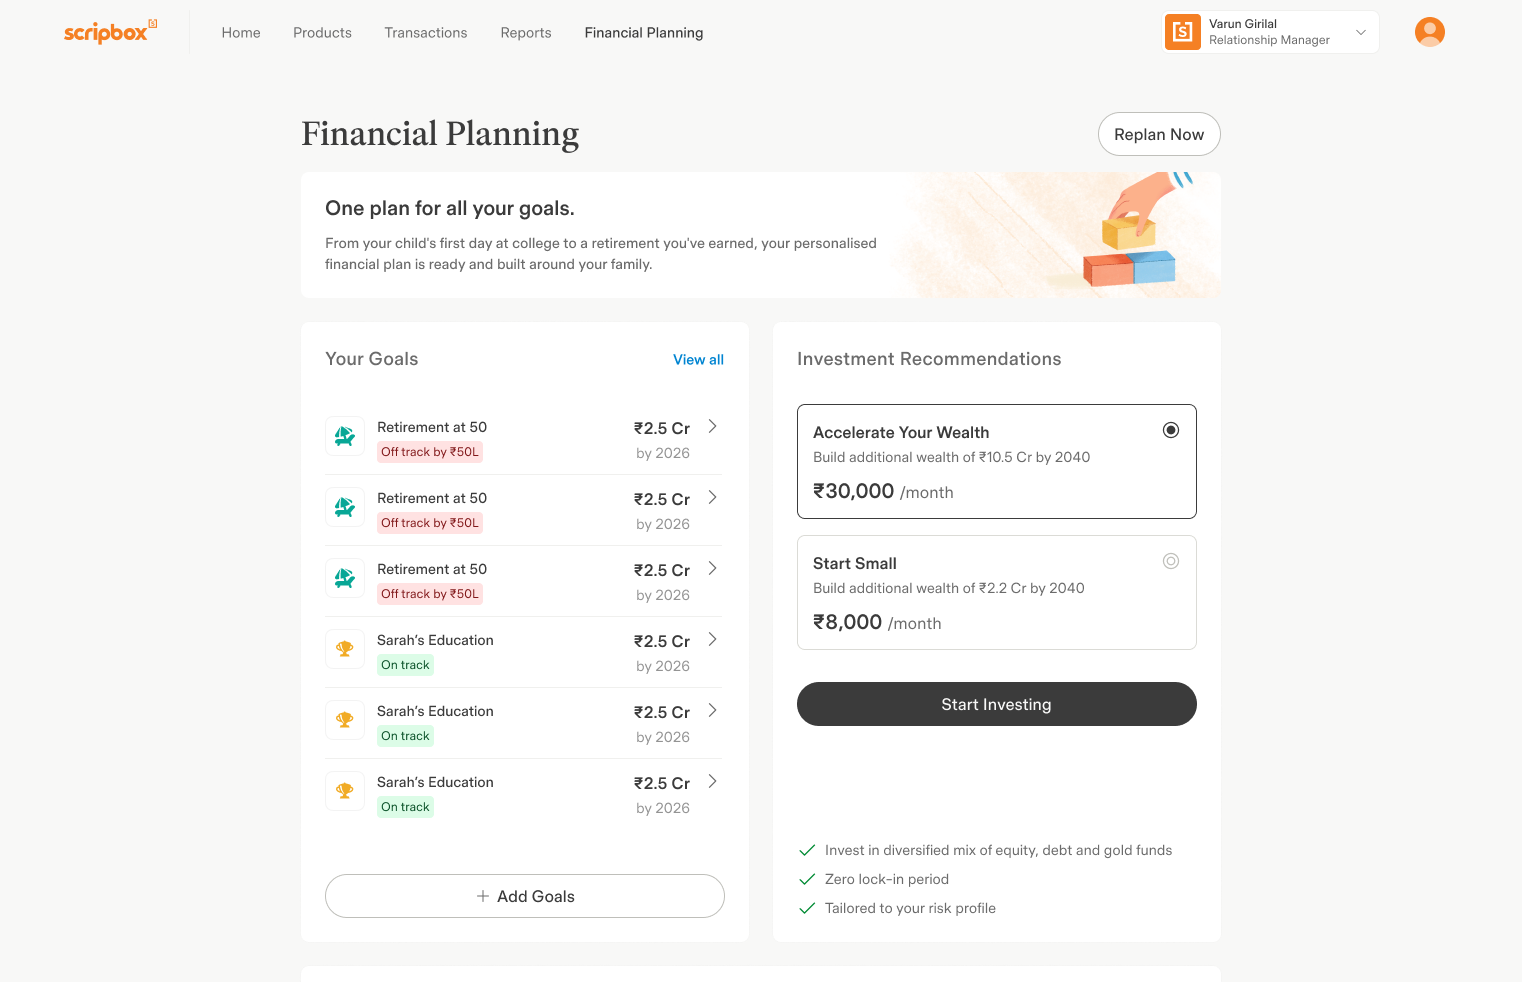 scripbox [s]
Home Products Transactions Reports Financial Planning
[s]
Varun Girilal
Relationship Manager
Financial Planning
Replan Now
One plan for all your goals.
From your child's first day at college to a retirement you've earned, your personalised
financial plan is ready and built around your family.
Your Goals
View all
Retirement at 50
Off track by ₹50L
₹2.5 Cr
by 2026
Retirement at 50
Off track by ₹50L
₹2.5 Cr
by 2026
Retirement at 50
Off track by ₹50L
₹2.5 Cr
by 2026
Sarah’s Education
On track
₹2.5 Cr
by 2026
Sarah’s Education
On track
₹2.5 Cr
by 2026
Sarah’s Education
On track
₹2.5 Cr
by 2026
+ Add Goals
Investment Recommendations
Accelerate Your Wealth
Build additional wealth of ₹10.5 Cr by 2040
₹30,000 /month
Start Small
Build additional wealth of ₹2.2 Cr by 2040
₹8,000 /month
Start Investing
Invest in diversified mix of equity, debt and gold funds
Zero lock-in period
Tailored to your risk profile